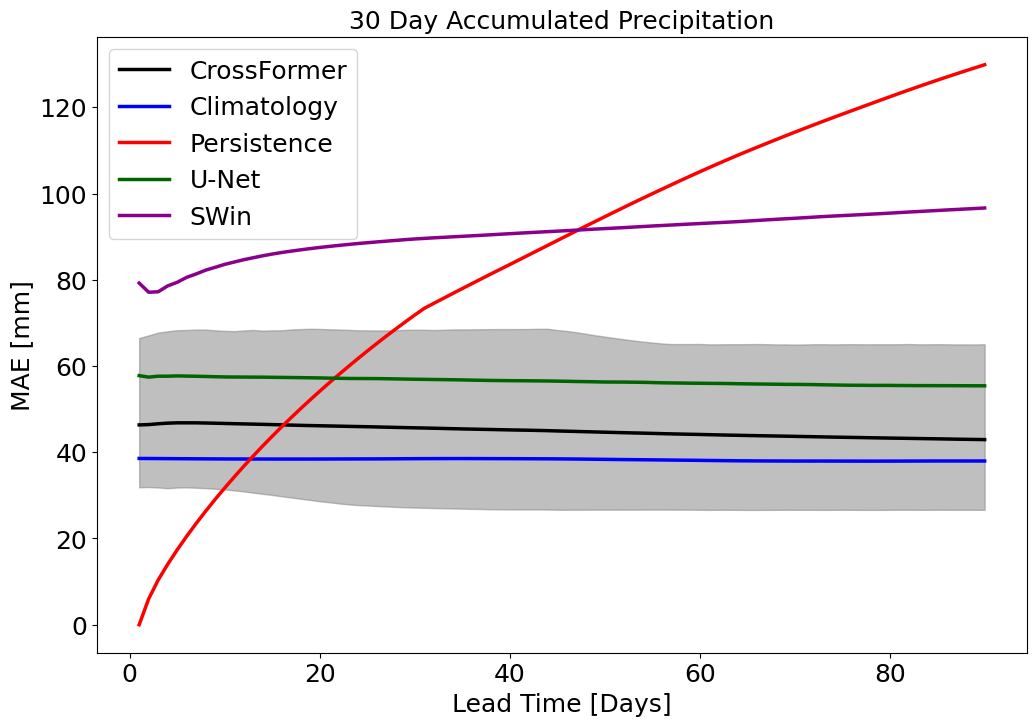 30 Day Accumulated Precipitation
CrossFormer
Climatology
Persistence
U-Net
SWin
MAE [mm]
120
100
80
60
40
20
0
0 20 40 60 80
Lead Time [Days]